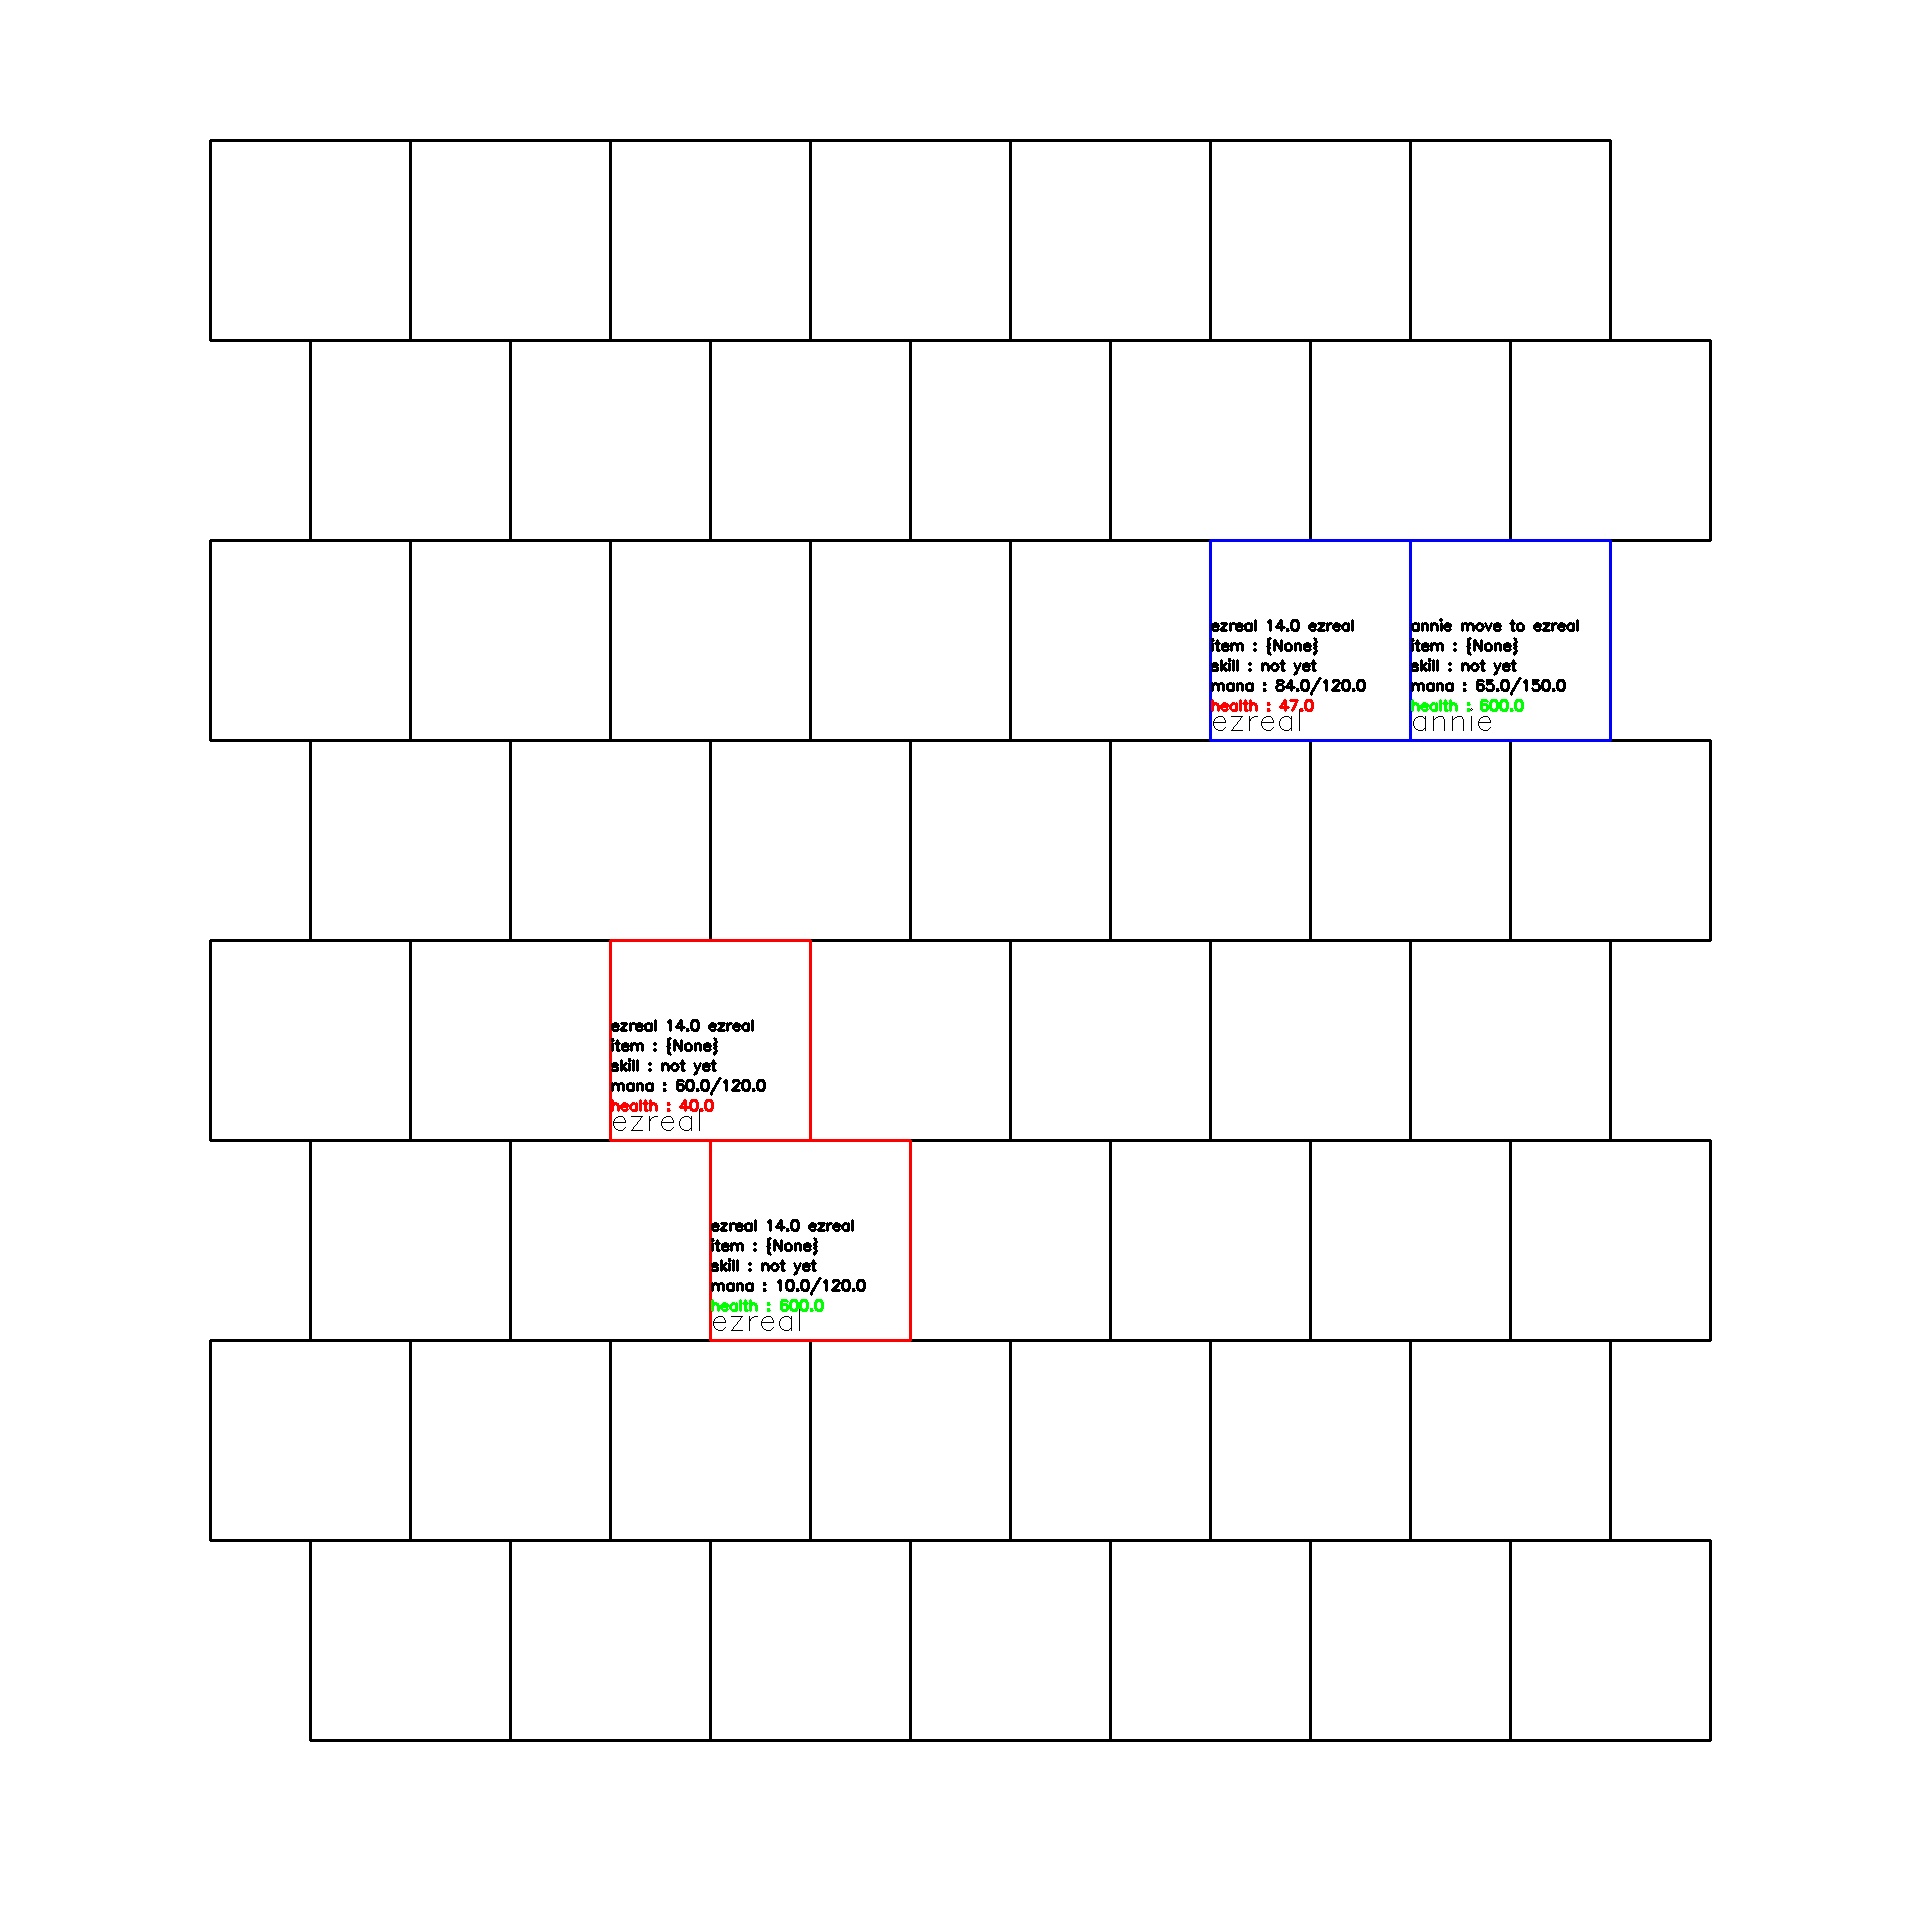 ezreal 14.0 ezreal
item : {None}
skill : not yet
mana : 84.0/120.0
health : 47.0
ezreal
annie move to ezreal
item : {None}
skill : not yet
mana : 65.0/150.0
health : 600.0
annie
ezreal 14.0 ezreal
item : {None}
skill : not yet
mana : 60.0/120.0
health : 40.0
ezreal
ezreal 14.0 ezreal
item : {None}
skill : not yet
mana : 10.0/120.0
health : 600.0
ezreal